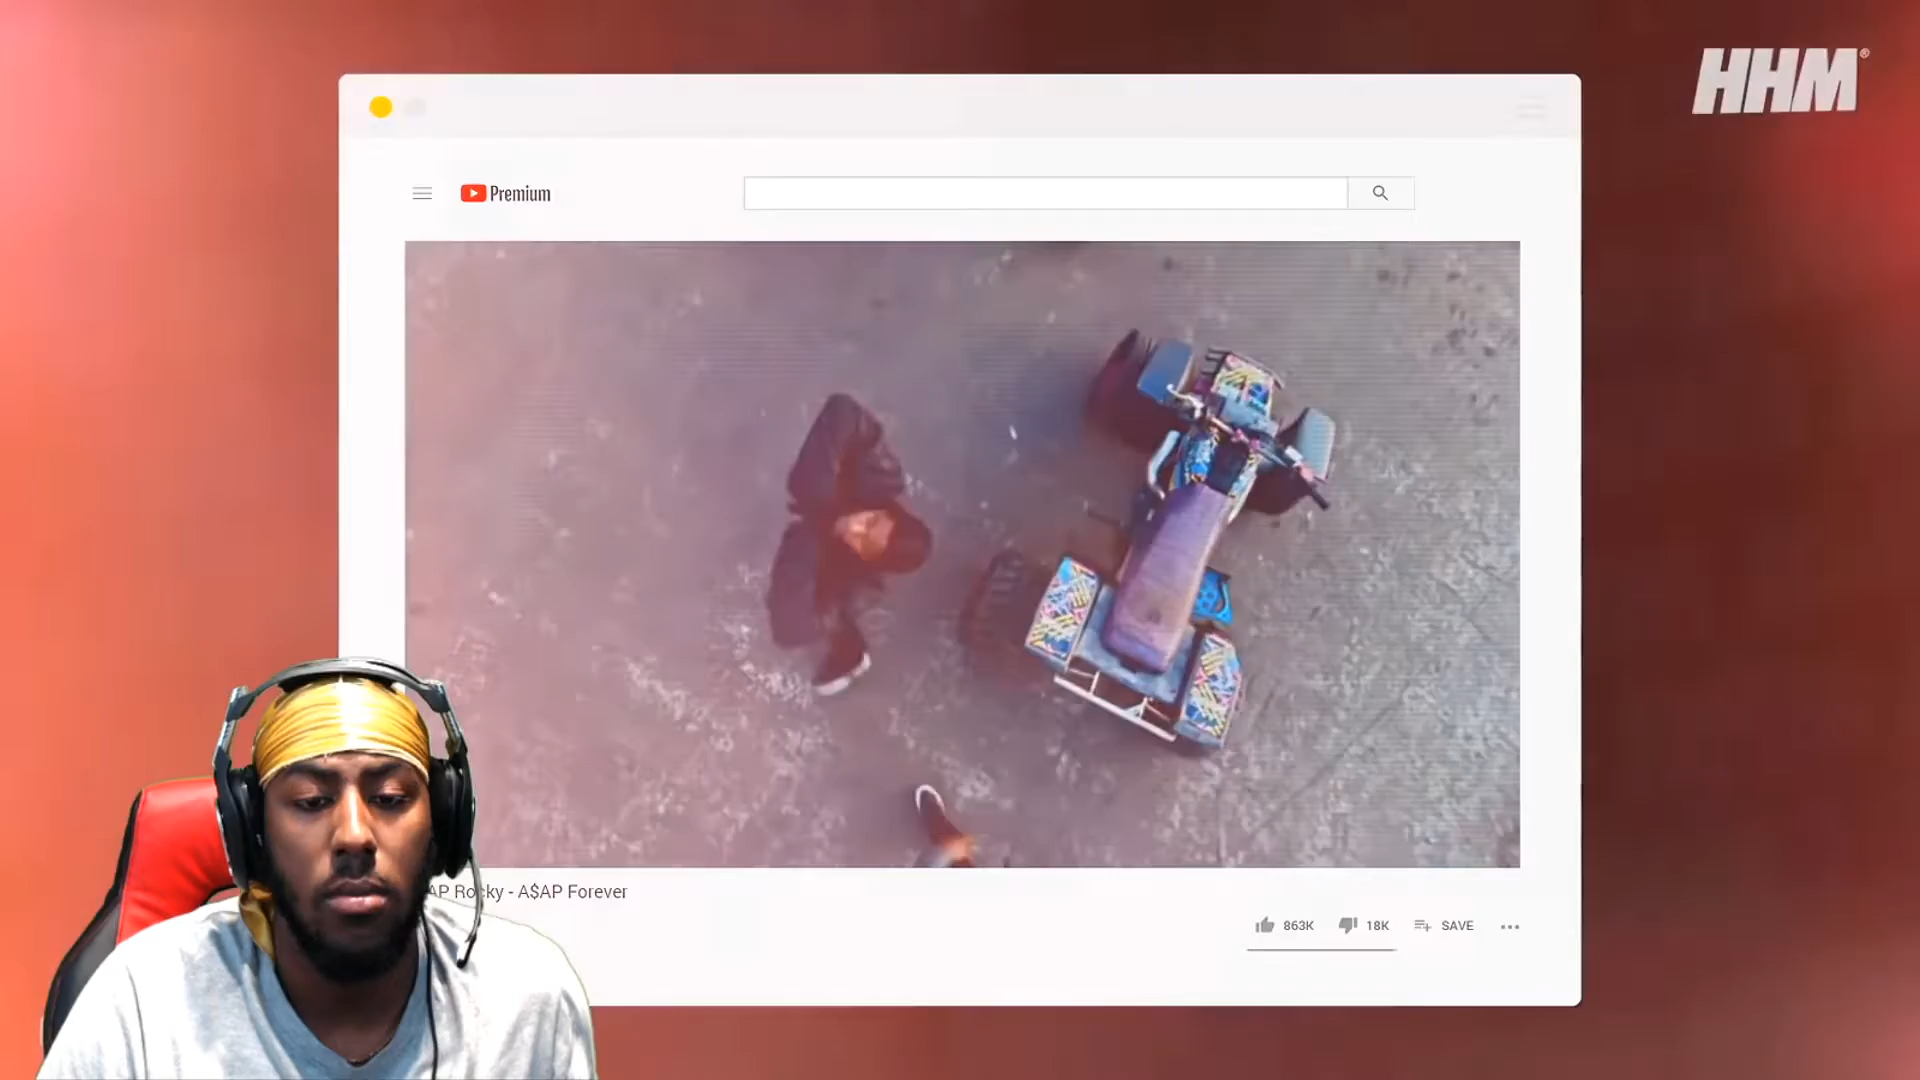 HHM®
Premium
AP Rocky - A$AP Forever
863K
18K
SAVE